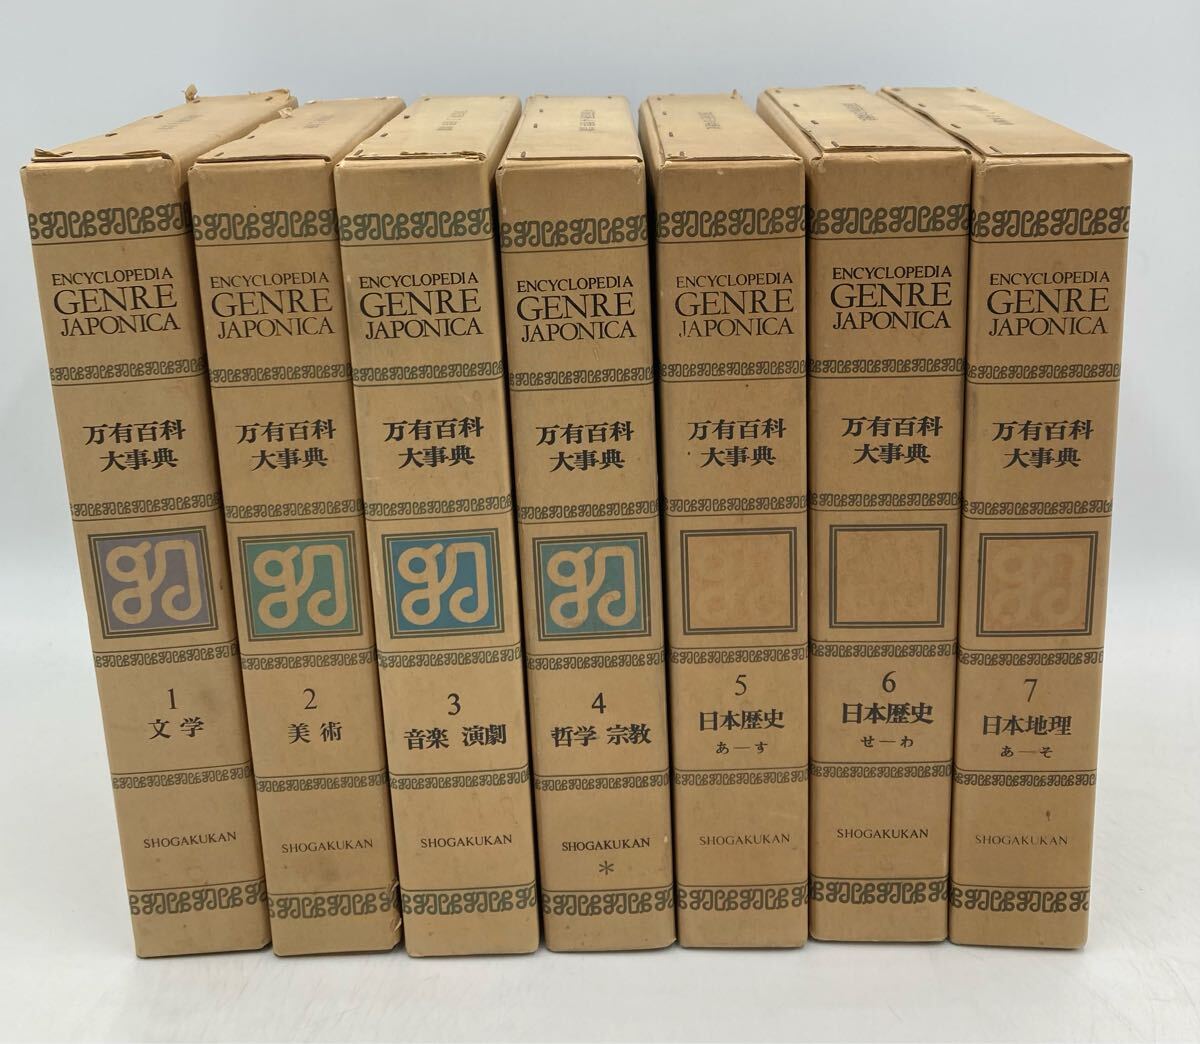 ENCYCLOPEDIA
GENRE
JAPONICA
万有百科
大事典
1
文学
SHOGAKUKAN
ENCYCLOPEDIA
GENRE
JAPONICA
万有百科
大事典
2
美術
SHOGAKUKAN
ENCYCLOPEDIA
GENRE
JAPONICA
万有百科
大事典
3
音楽 演劇
SHOGAKUKAN
ENCYCLOPEDIA
GENRE
JAPONICA
万有百科
大事典
4
哲学 宗教
SHOGAKUKAN
*
ENCYCLOPEDIA
GENRE
JAPONICA
万有百科
大事典
5
日本歴史
あ―す
SHOGAKUKAN
ENCYCLOPEDIA
GENRE
JAPONICA
万有百科
大事典
6
日本歴史
せ―わ
SHOGAKUKAN
ENCYCLOPEDIA
GENRE
JAPONICA
万有百科
大事典
7
日本地理
あ―そ
SHOGAKUKAN